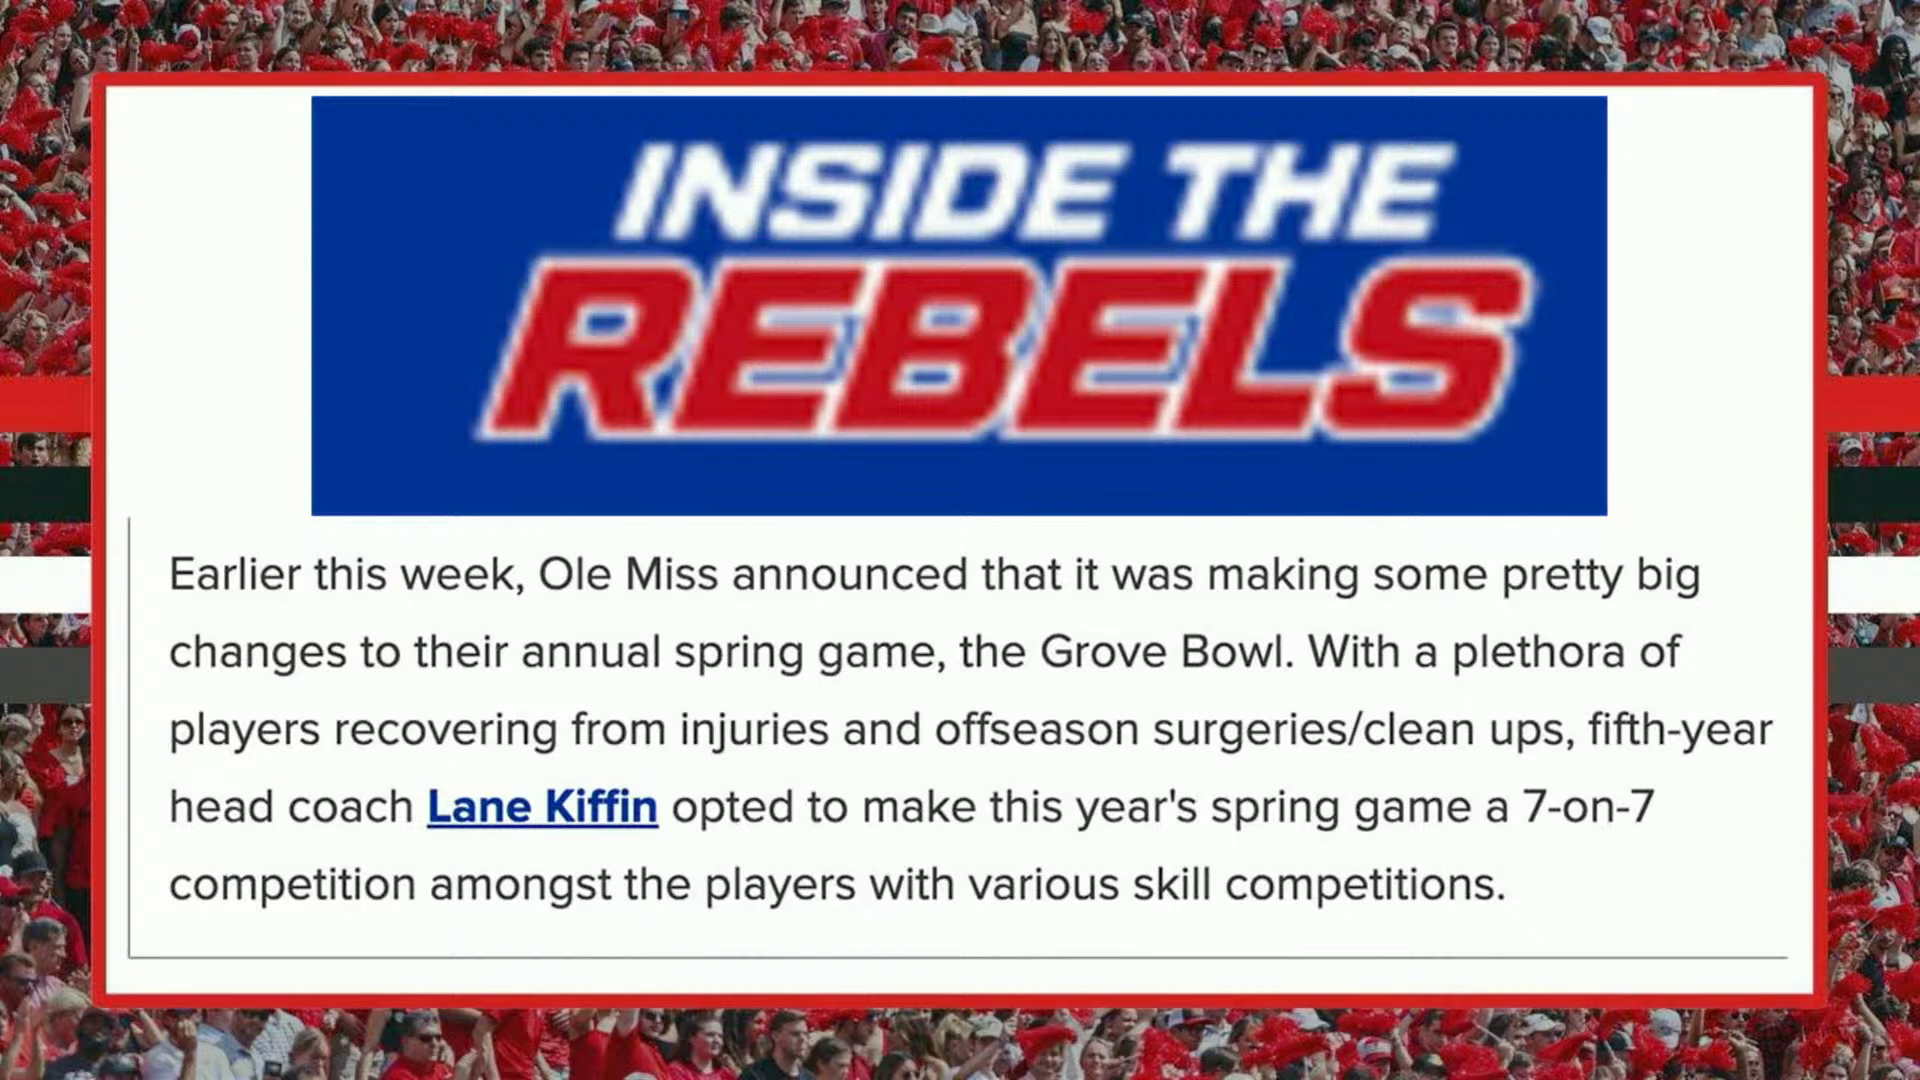 INSIDE THE
REBELS
Earlier this week, Ole Miss announced that it was making some pretty big
changes to their annual spring game, the Grove Bowl. With a plethora of
players recovering from injuries and offseason surgeries/clean ups, fifth-year
head coach Lane Kiffin opted to make this year's spring game a 7-on-7
competition amongst the players with various skill competitions.